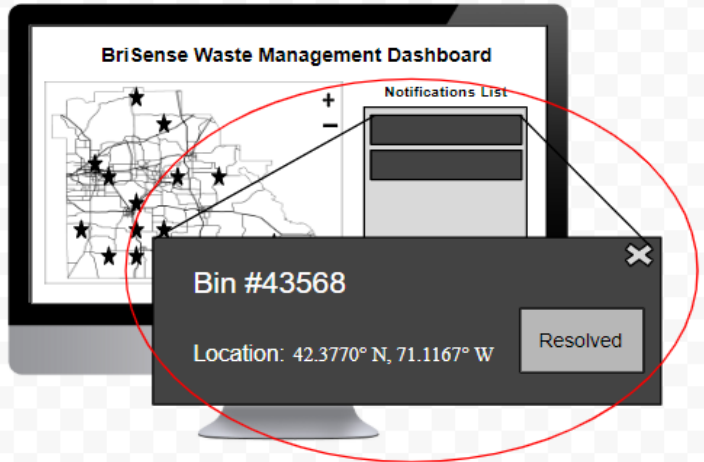 BriSense Waste Management Dashboard
Notifications List
+
−
Bin #43568
Location: 42.3770° N, 71.1167° W
Resolved